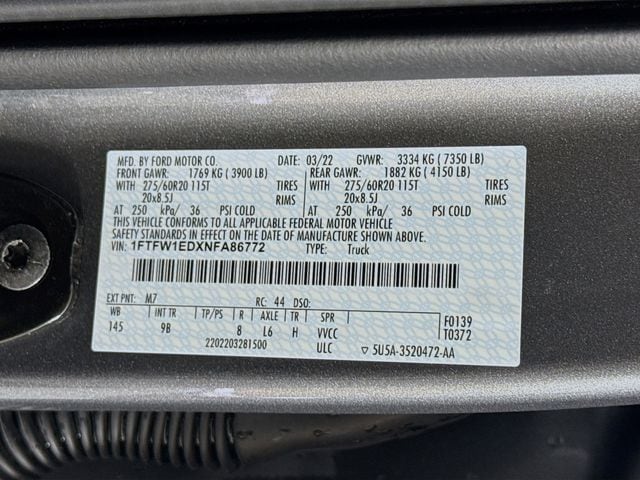 MFD. BY FORD MOTOR CO. DATE: 03/22 GVWR: 3334 KG ( 7350 LB)
FRONT GAWR: 1769 KG ( 3900 LB) REAR GAWR: 1882 KG ( 4150 LB)
WITH 275/60R20 115T TIRES WITH 275/60R20 115T TIRES
20x8.5J RIMS 20x8.5J RIMS
AT 250 kPa/ 36 PSI COLD AT 250 kPa/ 36 PSI COLD
THIS VEHICLE CONFORMS TO ALL APPLICABLE FEDERAL MOTOR VEHICLE
SAFETY STANDARDS IN EFFECT ON THE DATE OF MANUFACTURE SHOWN ABOVE.
VIN: 1FTFW1EDXNFA86772 TYPE: Truck
EXT PNT: M7 RC: 44 DSO:
WB INT TR TP/PS R AXLE TR SPR F0139
145 9B 8 L6 H VVCC T0372
2202203281500 ULC ▽ 5U5A-3520472-AA